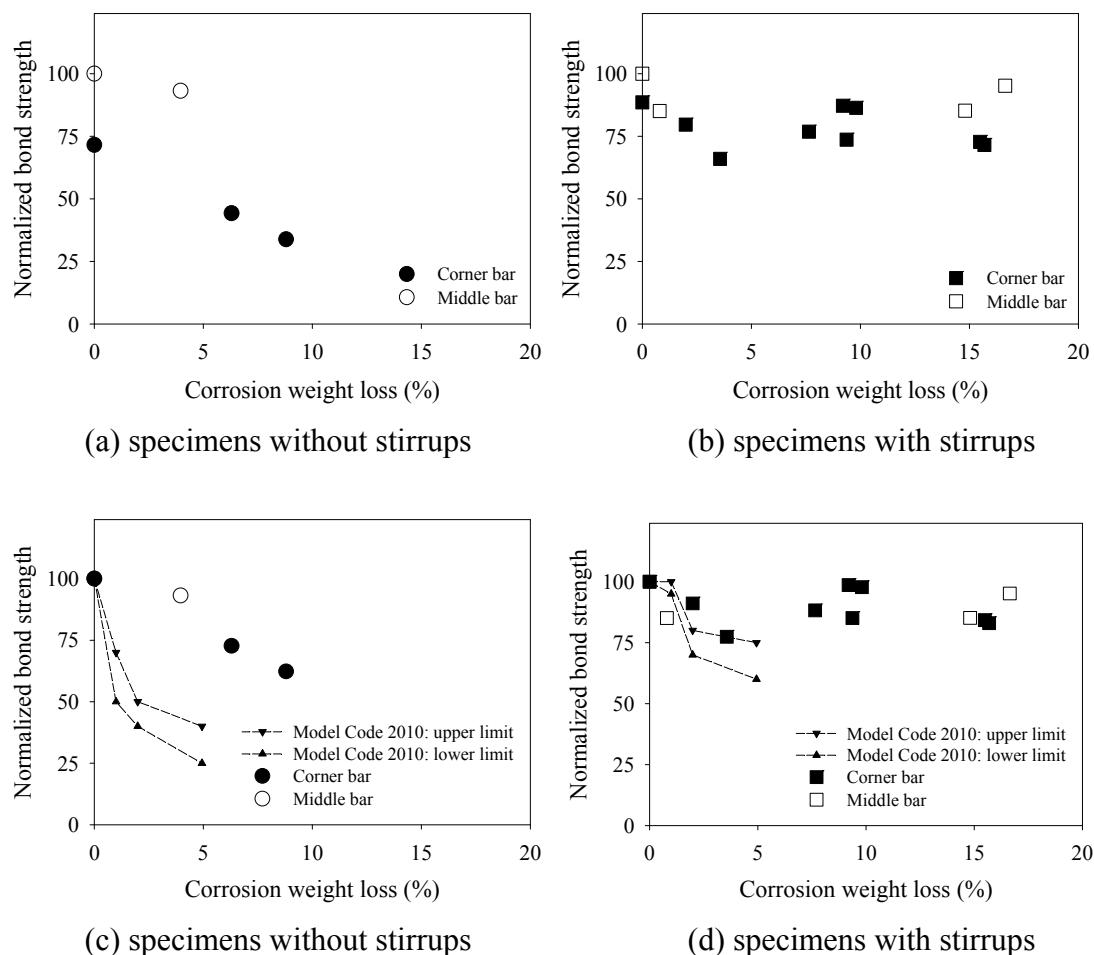 Normalized bond strength
100
75
50
25
0
0 5 10 15 20
Corner bar
Middle bar
Corrosion weight loss (%)
(a) specimens without stirrups
Normalized bond strength
100
75
50
25
0
0 5 10 15 20
Corner bar
Middle bar
Corrosion weight loss (%)
(b) specimens with stirrups
Normalized bond strength
100
75
50
25
0
0 5 10 15 20
Model Code 2010: upper limit
Model Code 2010: lower limit
Corner bar
Middle bar
Corrosion weight loss (%)
(c) specimens without stirrups
Normalized bond strength
100
75
50
25
0
0 5 10 15 20
Model Code 2010: upper limit
Model Code 2010: lower limit
Corner bar
Middle bar
Corrosion weight loss (%)
(d) specimens with stirrups